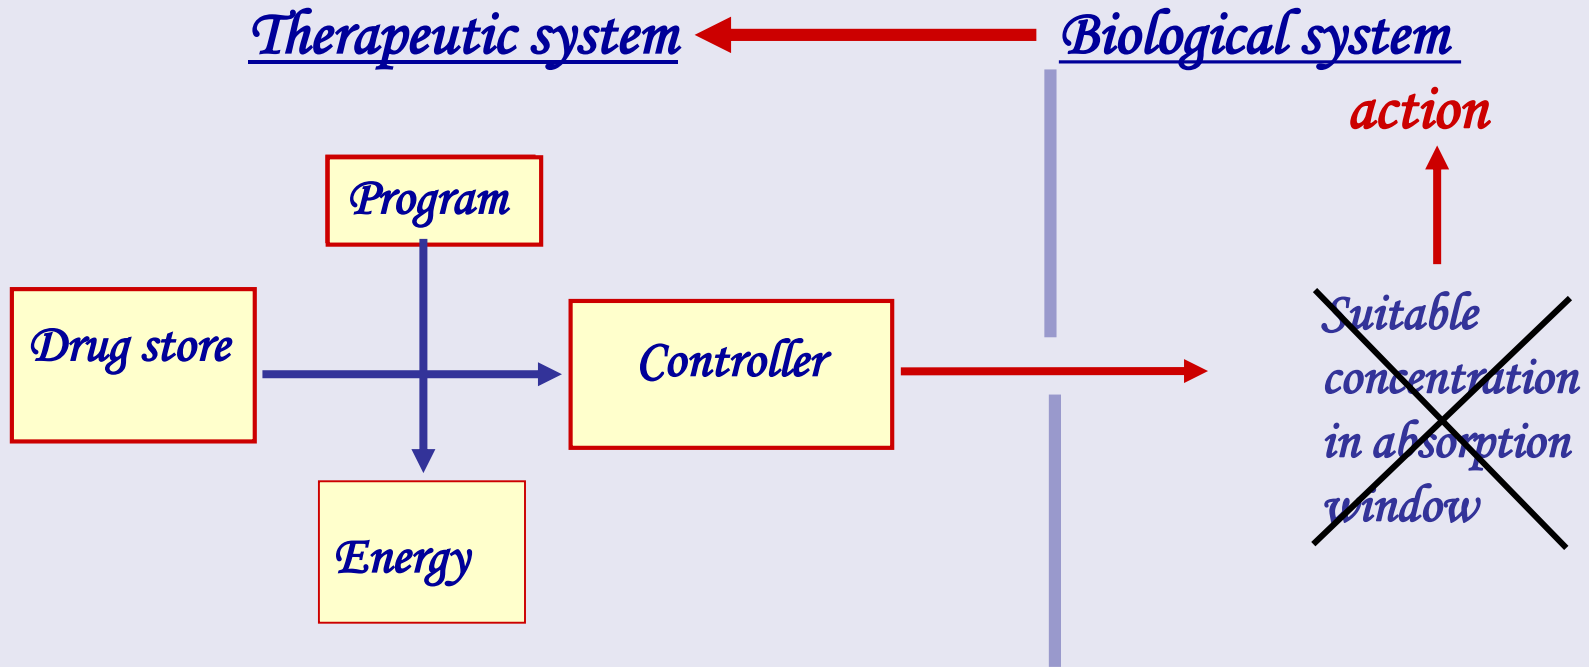 Therapeutic system
Biological system
action
Program
Drug store
Controller
Suitable
concentration
in absorption
window
Energy